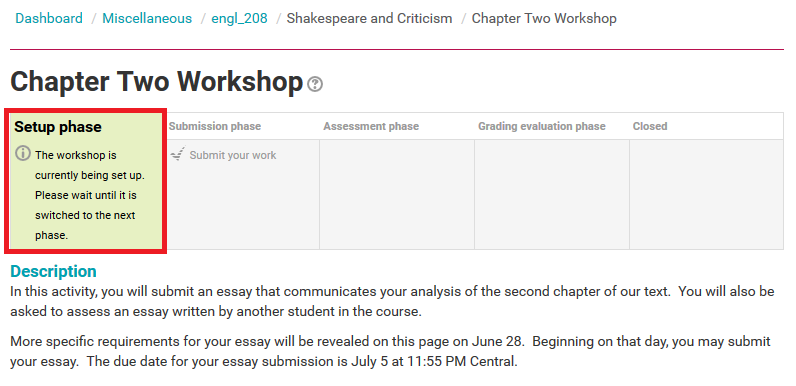 Dashboard / Miscellaneous / engl_208 / Shakespeare and Criticism / Chapter Two Workshop
Chapter Two Workshop
Setup phase
The workshop is
currently being set up.
Please wait until it is
switched to the next
phase.
Submission phase
Submit your work
Assessment phase
Grading evaluation phase
Closed
Description
In this activity, you will submit an essay that communicates your analysis of the second chapter of our text.  You will also be
asked to assess an essay written by another student in the course.
More specific requirements for your essay will be revealed on this page on June 28.  Beginning on that day, you may submit
your essay.  The due date for your essay submission is July 5 at 11:55 PM Central.